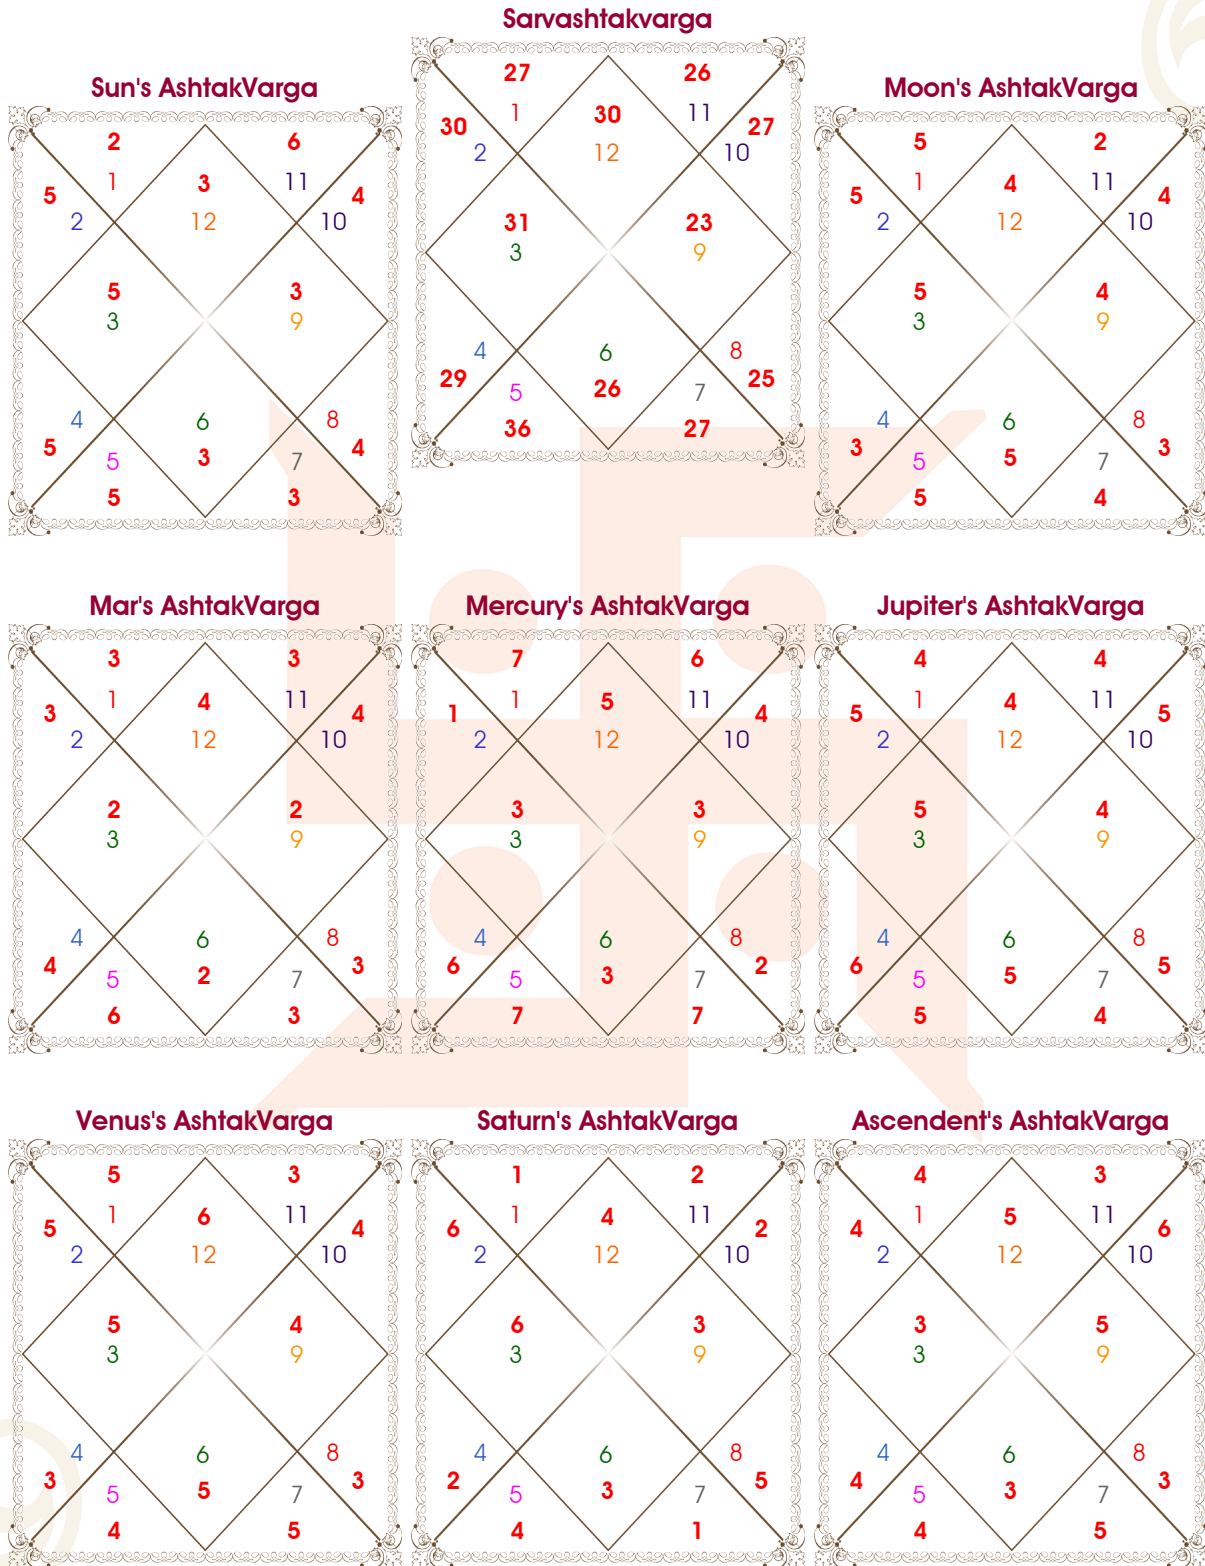 Sarvashtakvarga
27 26
1 30 11
30 27
2 12 10
31 23
3 9
4 6 8
29 26 25
5 7
36 27
Sun's AshtakVarga
2 6
1 3 11
5 4
2 12 10
5 3
3 9
4 6 8
5 3 4
5 7
5 3
Moon's AshtakVarga
5 2
1 4 11
5 4
2 12 10
5 4
3 9
4 6 8
3 5 3
5 7
5 4
Mar's AshtakVarga
3 3
1 4 11
3 4
2 12 10
2 2
3 9
4 6 8
4 2 3
5 7
6 3
Mercury's AshtakVarga
7 6
1 5 11
1 4
2 12 10
3 3
3 9
4 6 8
6 3 2
5 7
7 7
Jupiter's AshtakVarga
4 4
1 4 11
5 5
2 12 10
5 4
3 9
4 6 8
6 5 5
5 7
5 4
Venus's AshtakVarga
5 3
1 6 11
5 4
2 12 10
5 4
3 9
4 6 8
3 5 3
5 7
4 5
Saturn's AshtakVarga
1 2
1 4 11
6 2
2 12 10
6 3
3 9
4 6 8
2 3 5
5 7
4 1
Ascendent's AshtakVarga
4 3
1 5 11
4 6
2 12 10
3 5
3 9
4 6 8
4 3 3
5 7
4 5